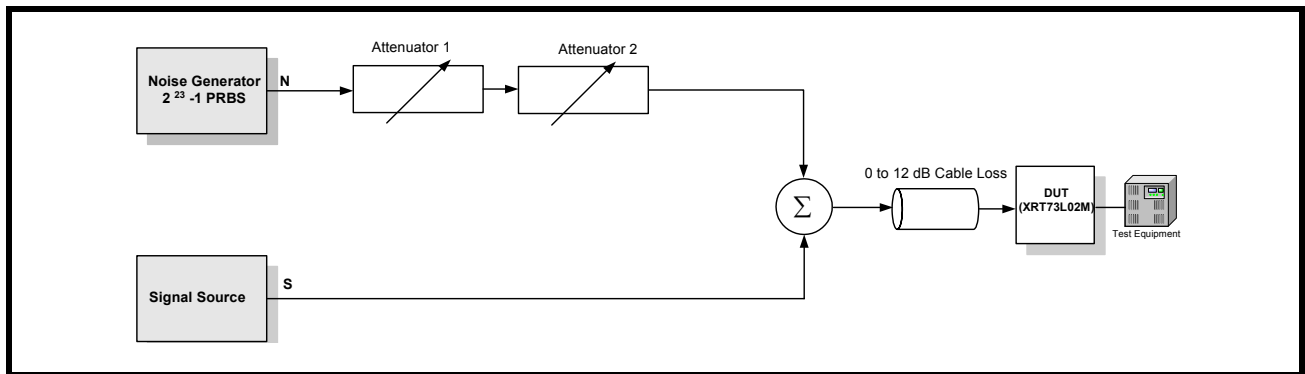 Noise Generator
2 23 -1 PRBS
N
Attenuator 1
Attenuator 2
Σ
0 to 12 dB Cable Loss
DUT
(XRT73L02M)
Test Equipment
Signal Source
S